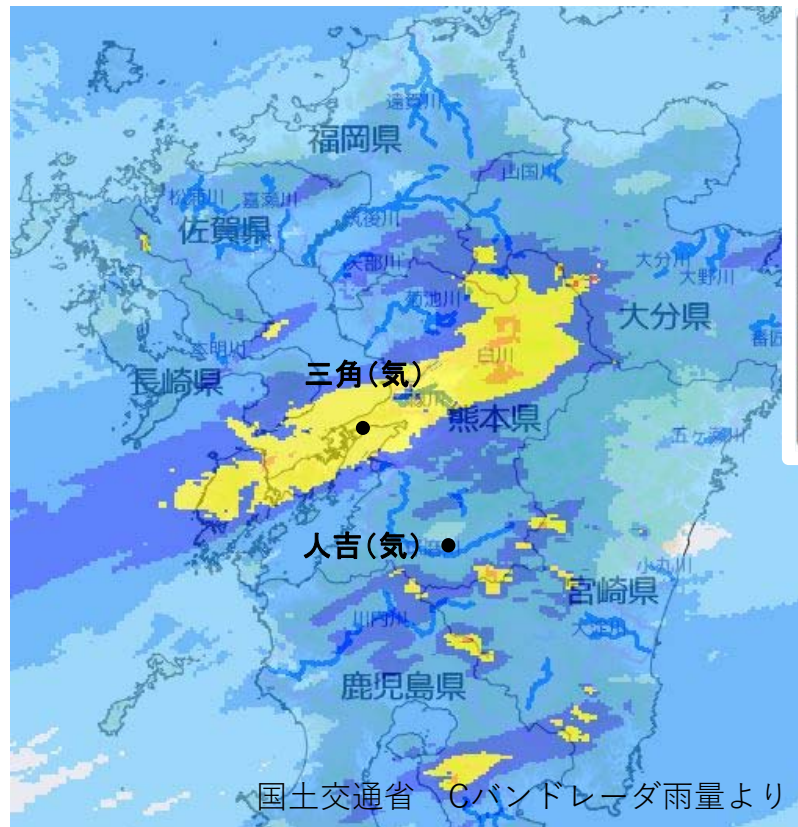 遠賀川
福岡県
山国川
松浦川
嘉瀬川
佐賀県
筑後川
矢部川
大分川
大野川
菊池川
大分県
番匠
本明川
白川
長崎県
三角(気)
緑川
熊本県
五ヶ瀬川
人吉(気)
小丸川
宮崎県
川内川
大淀川
鹿児島県
国土交通省 Cバンドレーダ雨量より